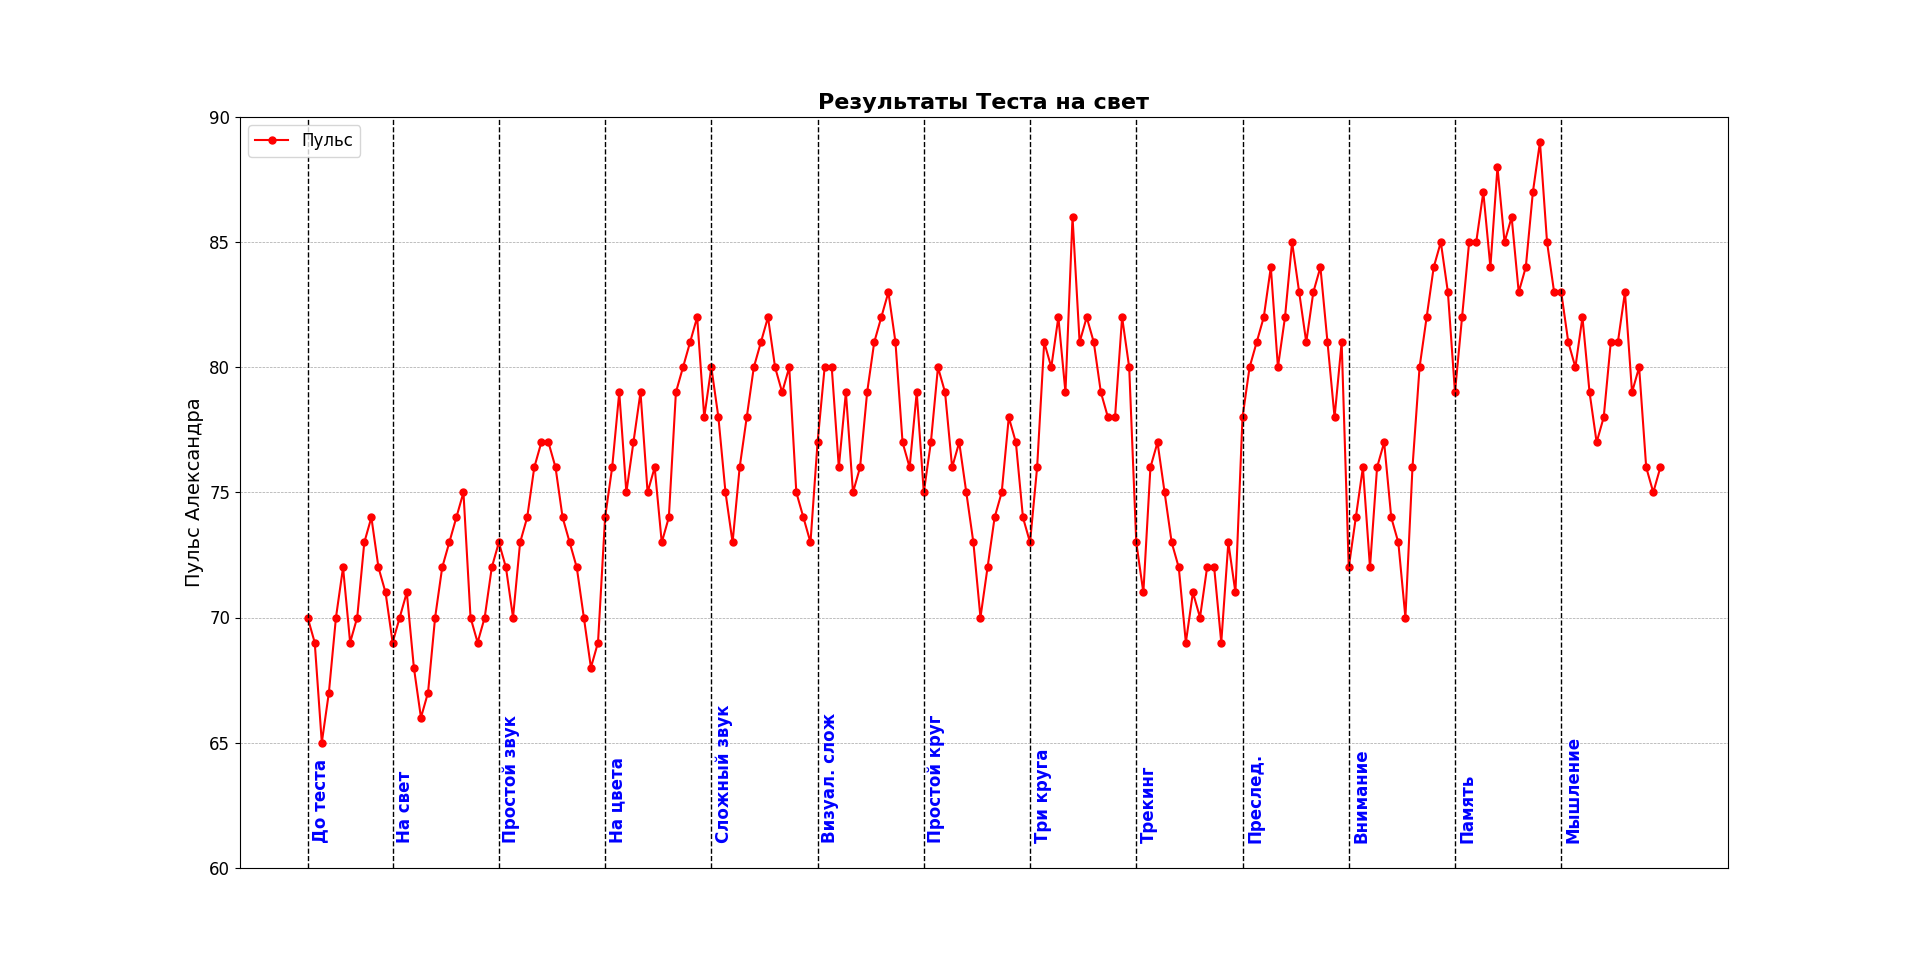 Результаты Теста на свет
Пульс
Пульс Александра
90
85
80
75
70
65
60
До теста
На свет
Простой звук
На цвета
Сложный звук
Визуал. слож
Простой круг
Три круга
Трекинг
Преслед.
Внимание
Память
Мышление